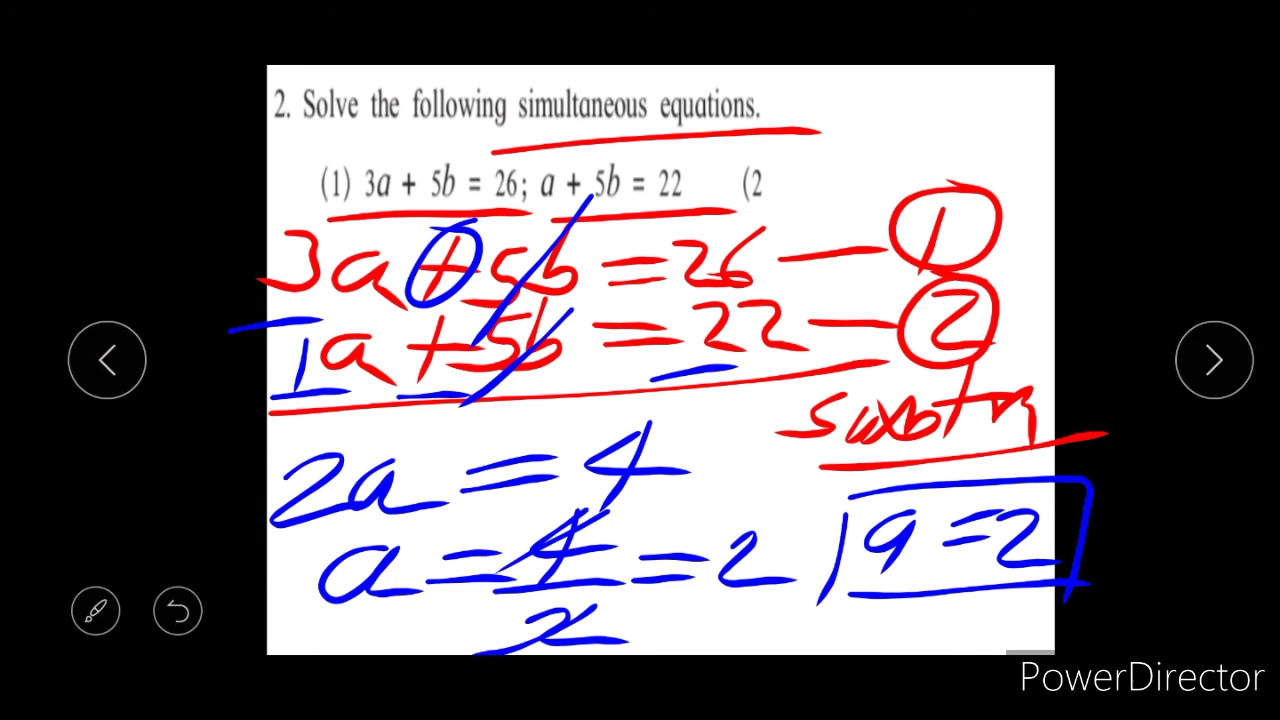 2. Solve the following simultaneous equations.
(1) 3a + 5b = 26; a + 5b = 22 (2
3a + 5b = 26 — 1
1a + 5b = 22 — 2
2a = 4
a = 4/2 = 2
a = 2
PowerDirector